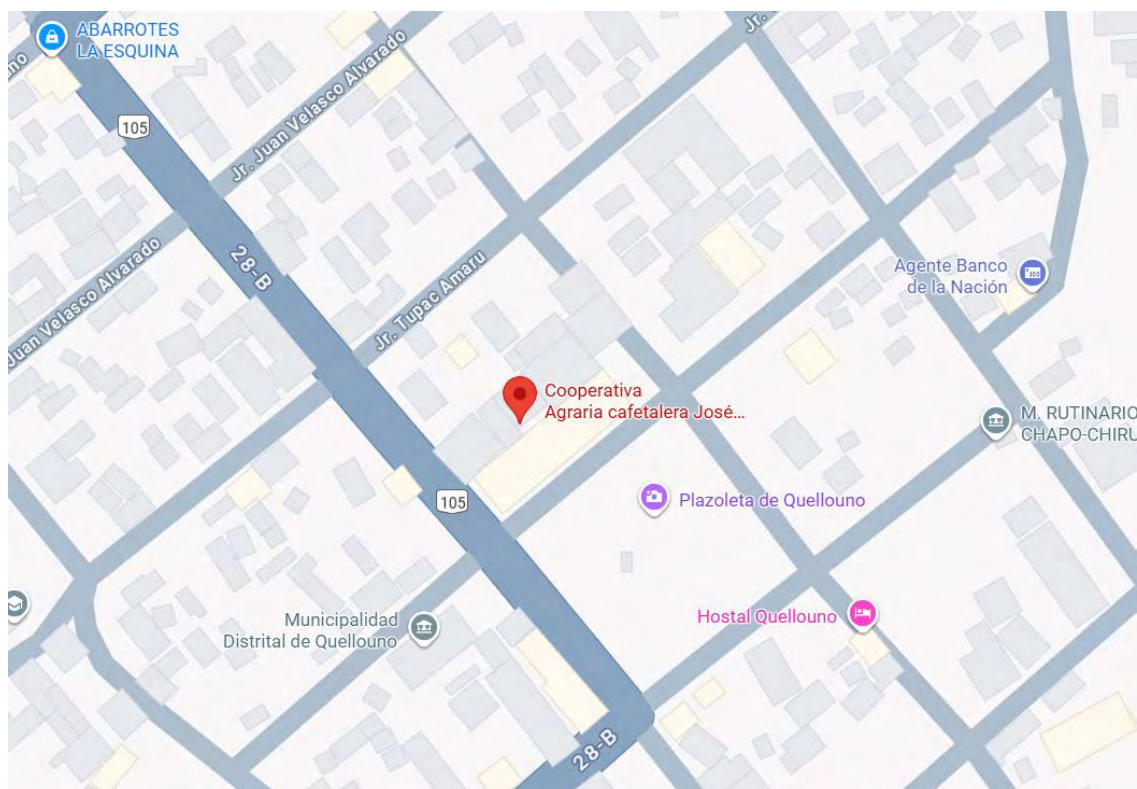 ABARROTES
LA ESQUINA
105
Jr. Juan Velasco Alvarado
Jr.
28-B
Juan Velasco Alvarado
Jr. Tupac Amaru
Agente Banco
de la Nación
Cooperativa
Agraria cafetalera José...
M. RUTINARIO
CHAPO-CHIRU
105
Plazoleta de Quellouno
Municipalidad
Distrital de Quellouno
Hostal Quellouno
28-B